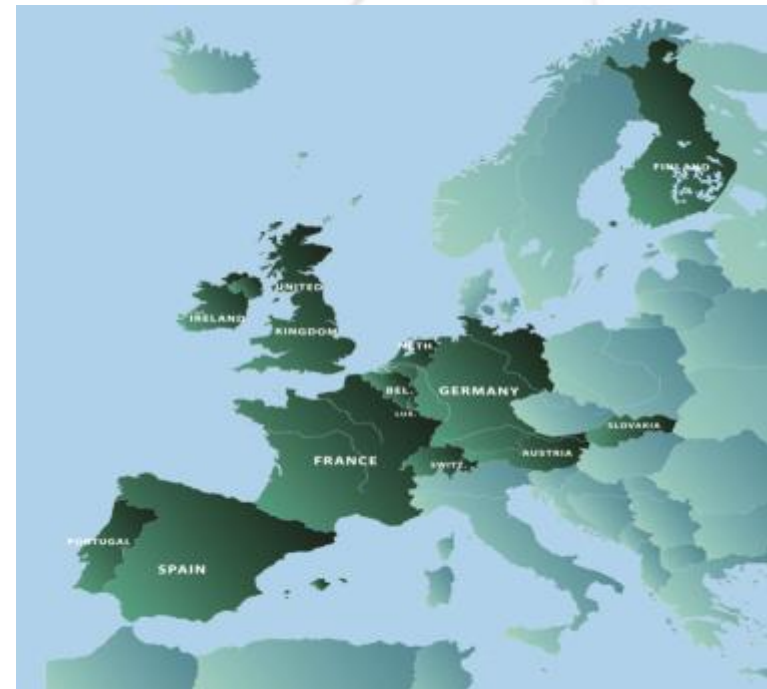 FINLAND
UNITED
KINGDOM
IRELAND
NETH.
BEL.
LUX.
GERMANY
SLOVAKIA
AUSTRIA
SWITZ.
FRANCE
PORTUGAL
SPAIN